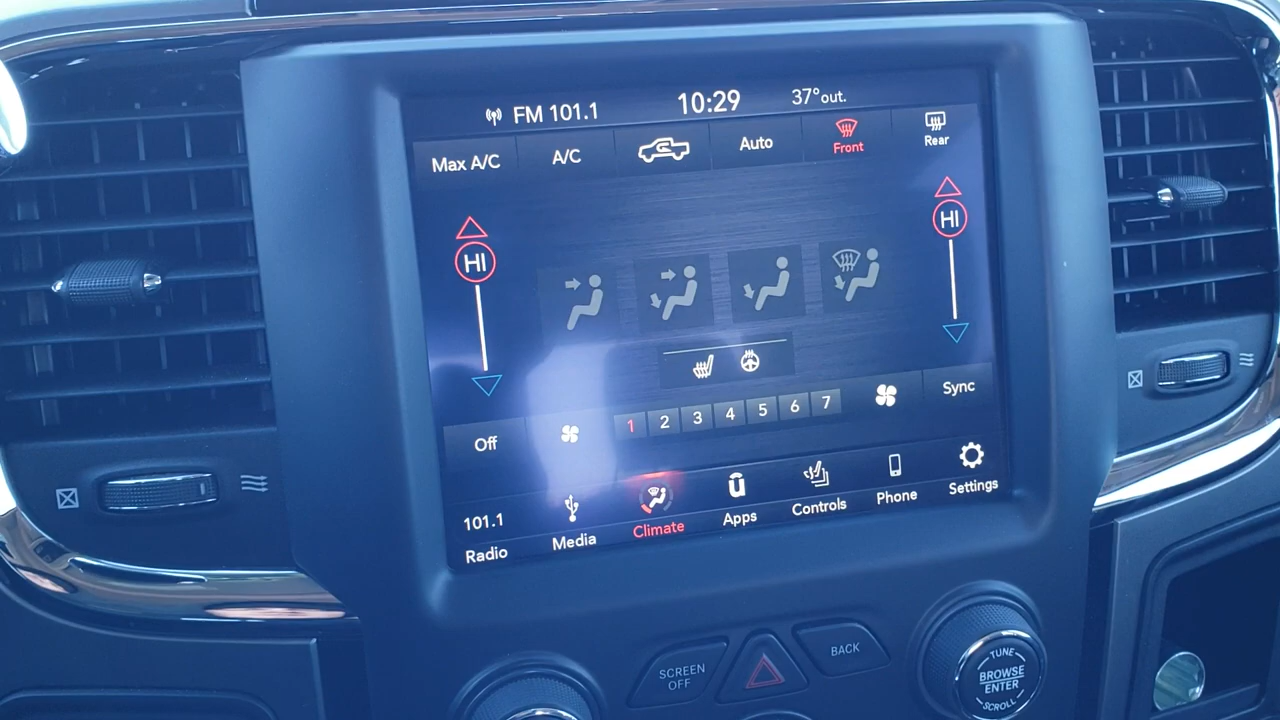 FM 101.1 10:29 37° out.
Max A/C A/C Auto Front Rear
HI HI
Off 1 2 3 4 5 6 7 Sync
101.1
Radio Media Climate Apps Controls Phone Settings
SCREEN OFF BACK
TUNE
BROWSE
ENTER
SCROLL